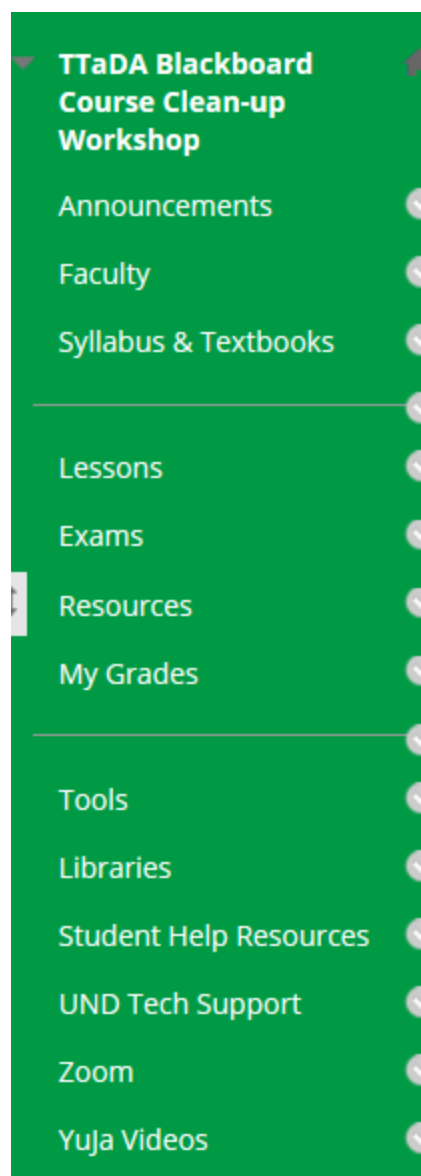 TTaDA Blackboard
Course Clean-up
Workshop
Announcements
Faculty
Syllabus & Textbooks
Lessons
Exams
Resources
My Grades
Tools
Libraries
Student Help Resources
UND Tech Support
Zoom
YuJa Videos